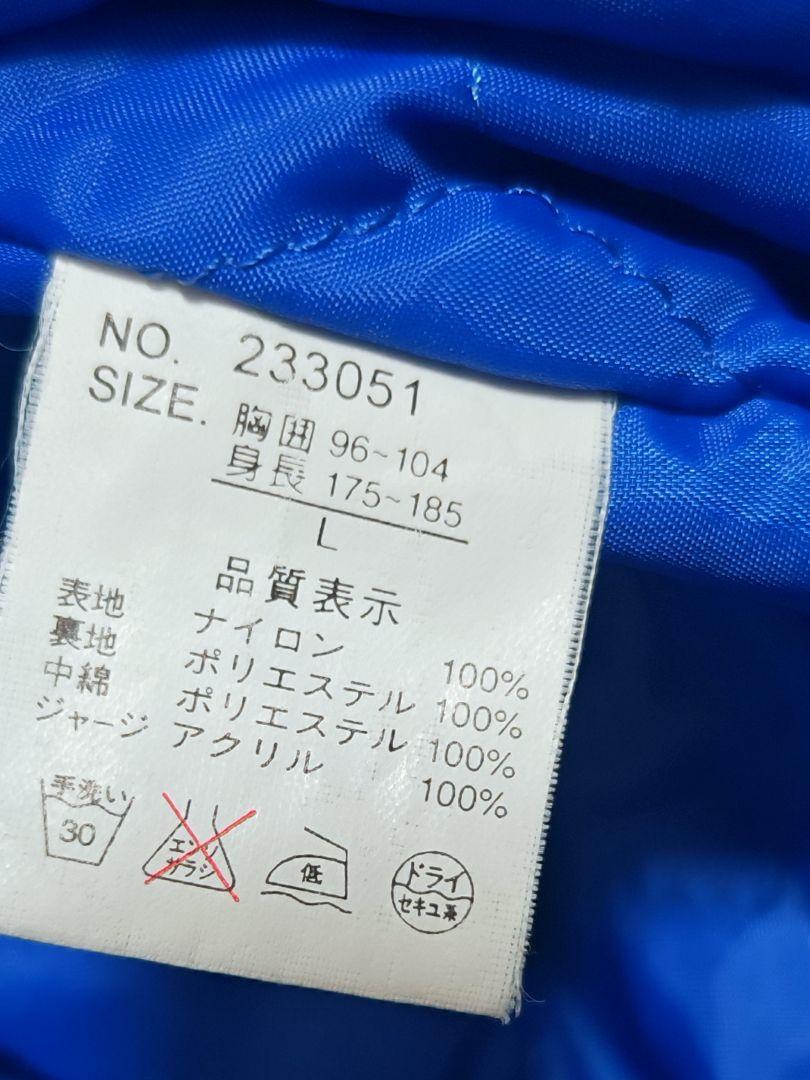 NO. 233051
SIZE. 胸囲 96~104
身長 175~185
L
品質表示
表地 ナイロン 100%
裏地 ポリエステル 100%
中綿 ポリエステル 100%
ジャージ アクリル 100%
手洗い
30
エンソ
サラシ
低
ドライ
セキユ系